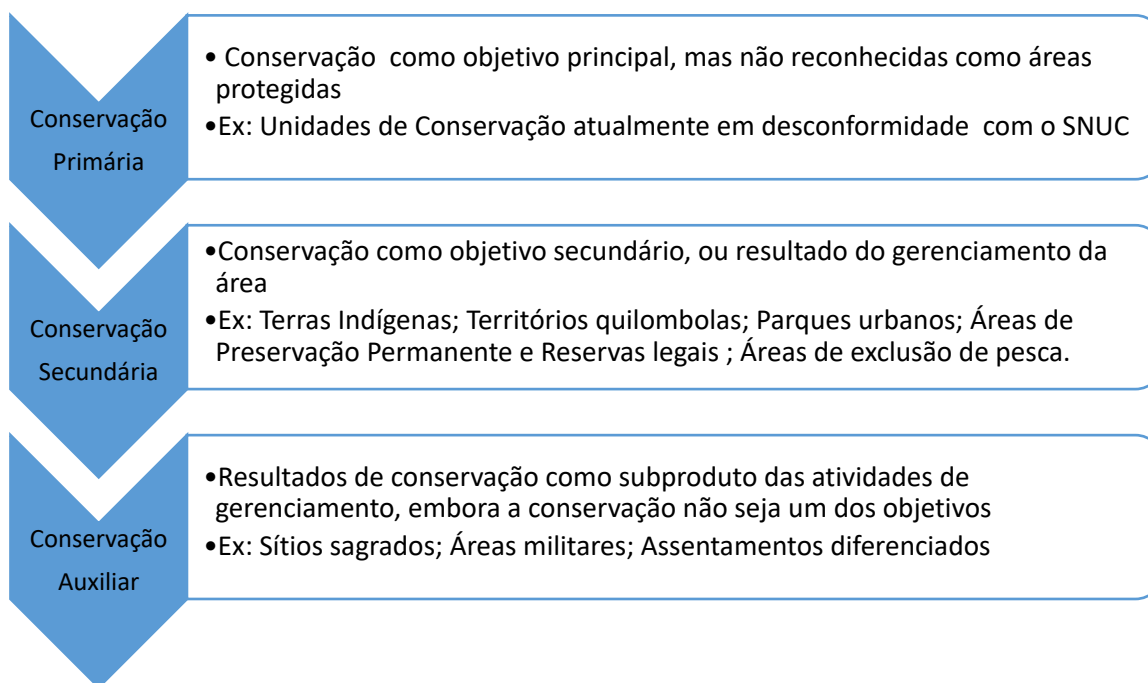 Conservação
Primária
• Conservação como objetivo principal, mas não reconhecidas como áreas
protegidas
•Ex: Unidades de Conservação atualmente em desconformidade com o SNUC
Conservação
Secundária
•Conservação como objetivo secundário, ou resultado do gerenciamento da
área
•Ex: Terras Indígenas; Territórios quilombolas; Parques urbanos; Áreas de
Preservação Permanente e Reservas legais ; Áreas de exclusão de pesca.
Conservação
Auxiliar
•Resultados de conservação como subproduto das atividades de
gerenciamento, embora a conservação não seja um dos objetivos
•Ex: Sítios sagrados; Áreas militares; Assentamentos diferenciados